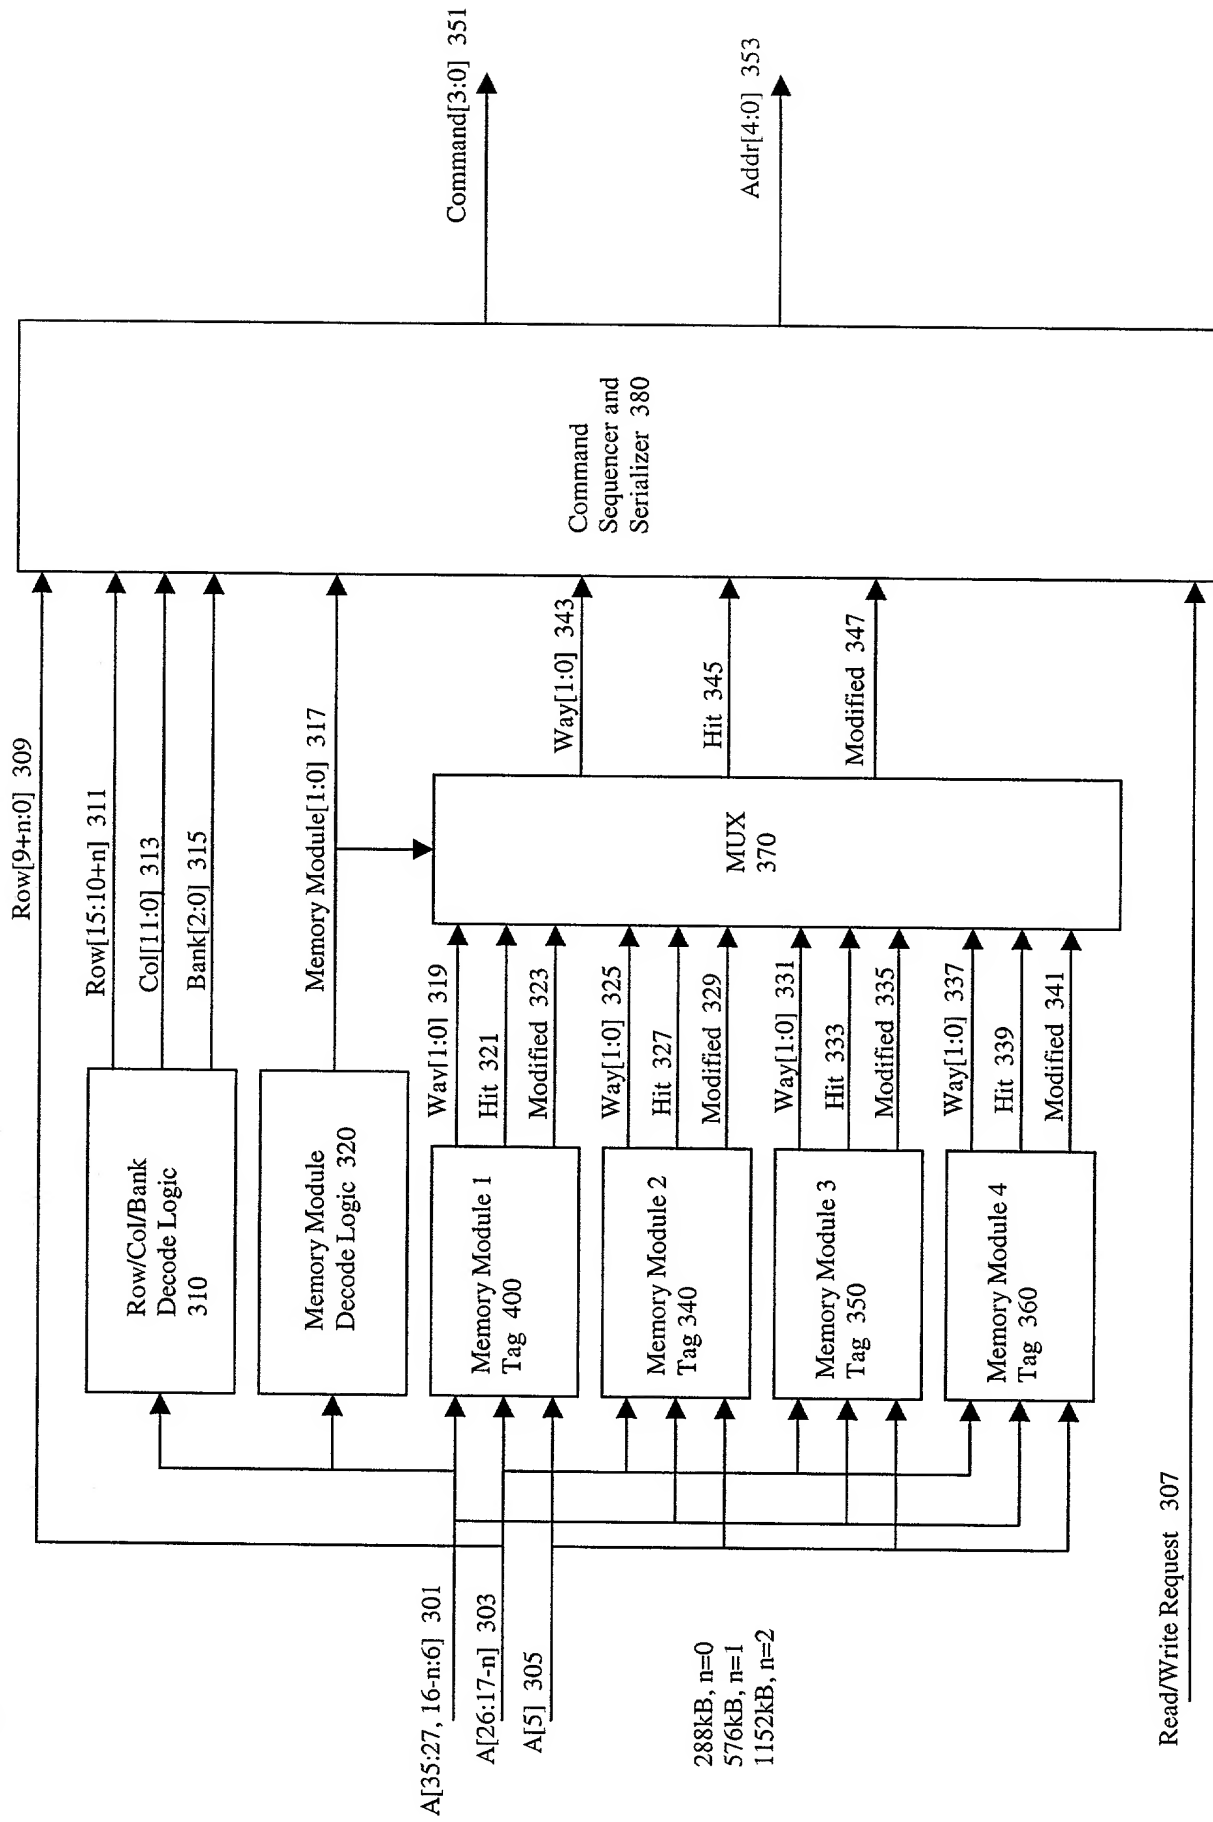 Row[9+n:0] 309
Row[15:10+n] 311
Col[11:0] 313
Bank[2:0] 315
Memory Module[1:0] 317
Row/Col/Bank
Decode Logic
310
Memory Module
Decode Logic 320
Memory Module 1
Tag 400
Memory Module 2
Tag 340
Memory Module 3
Tag 350
Memory Module 4
Tag 360
Way[1:0] 319
Hit 321
Modified 323
Way[1:0] 325
Hit 327
Modified 329
Way[1:0] 331
Hit 333
Modified 335
Way[1:0] 337
Hit 339
Modified 341
MUX
370
Way[1:0] 343
Hit 345
Modified 347
Command
Sequencer and
Serializer 380
Command[3:0] 351
Addr[4:0] 353
A[35:27, 16-n:6] 301
A[26:17-n] 303
A[5] 305
288kB, n=0
576kB, n=1
1152kB, n=2
Read/Write Request 307